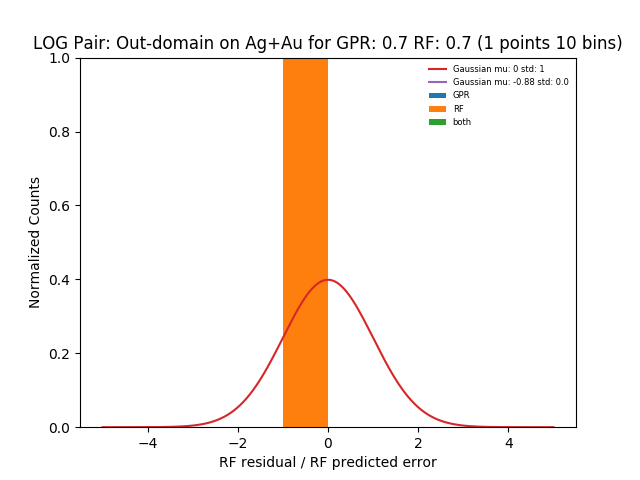 LOG Pair: Out-domain on Ag+Au for GPR: 0.7 RF: 0.7 (1 points 10 bins)
1.0
0.8
0.6
0.4
0.2
0.0
Normalized Counts
Gaussian mu: 0 std: 1
Gaussian mu: -0.88 std: 0.0
GPR
RF
both
−4 −2 0 2 4
RF residual / RF predicted error